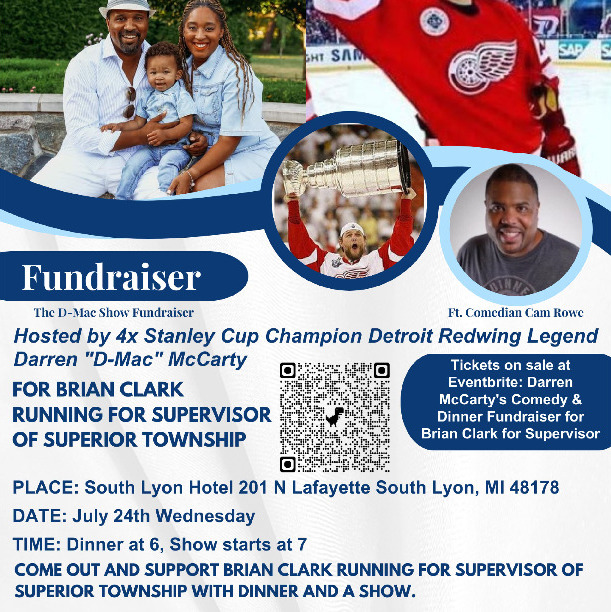 SAP
SAP
Fundraiser
The D-Mac Show Fundraiser
Ft. Comedian Cam Rowe
Hosted by 4x Stanley Cup Champion Detroit Redwing Legend
Darren "D-Mac" McCarty
FOR BRIAN CLARK
RUNNING FOR SUPERVISOR
OF SUPERIOR TOWNSHIP
Tickets on sale at
Eventbrite: Darren
McCarty's Comedy &
Dinner Fundraiser for
Brian Clark for Supervisor
PLACE: South Lyon Hotel 201 N Lafayette South Lyon, MI 48178
DATE: July 24th Wednesday
TIME: Dinner at 6, Show starts at 7
COME OUT AND SUPPORT BRIAN CLARK RUNNING FOR SUPERVISOR OF
SUPERIOR TOWNSHIP WITH DINNER AND A SHOW.